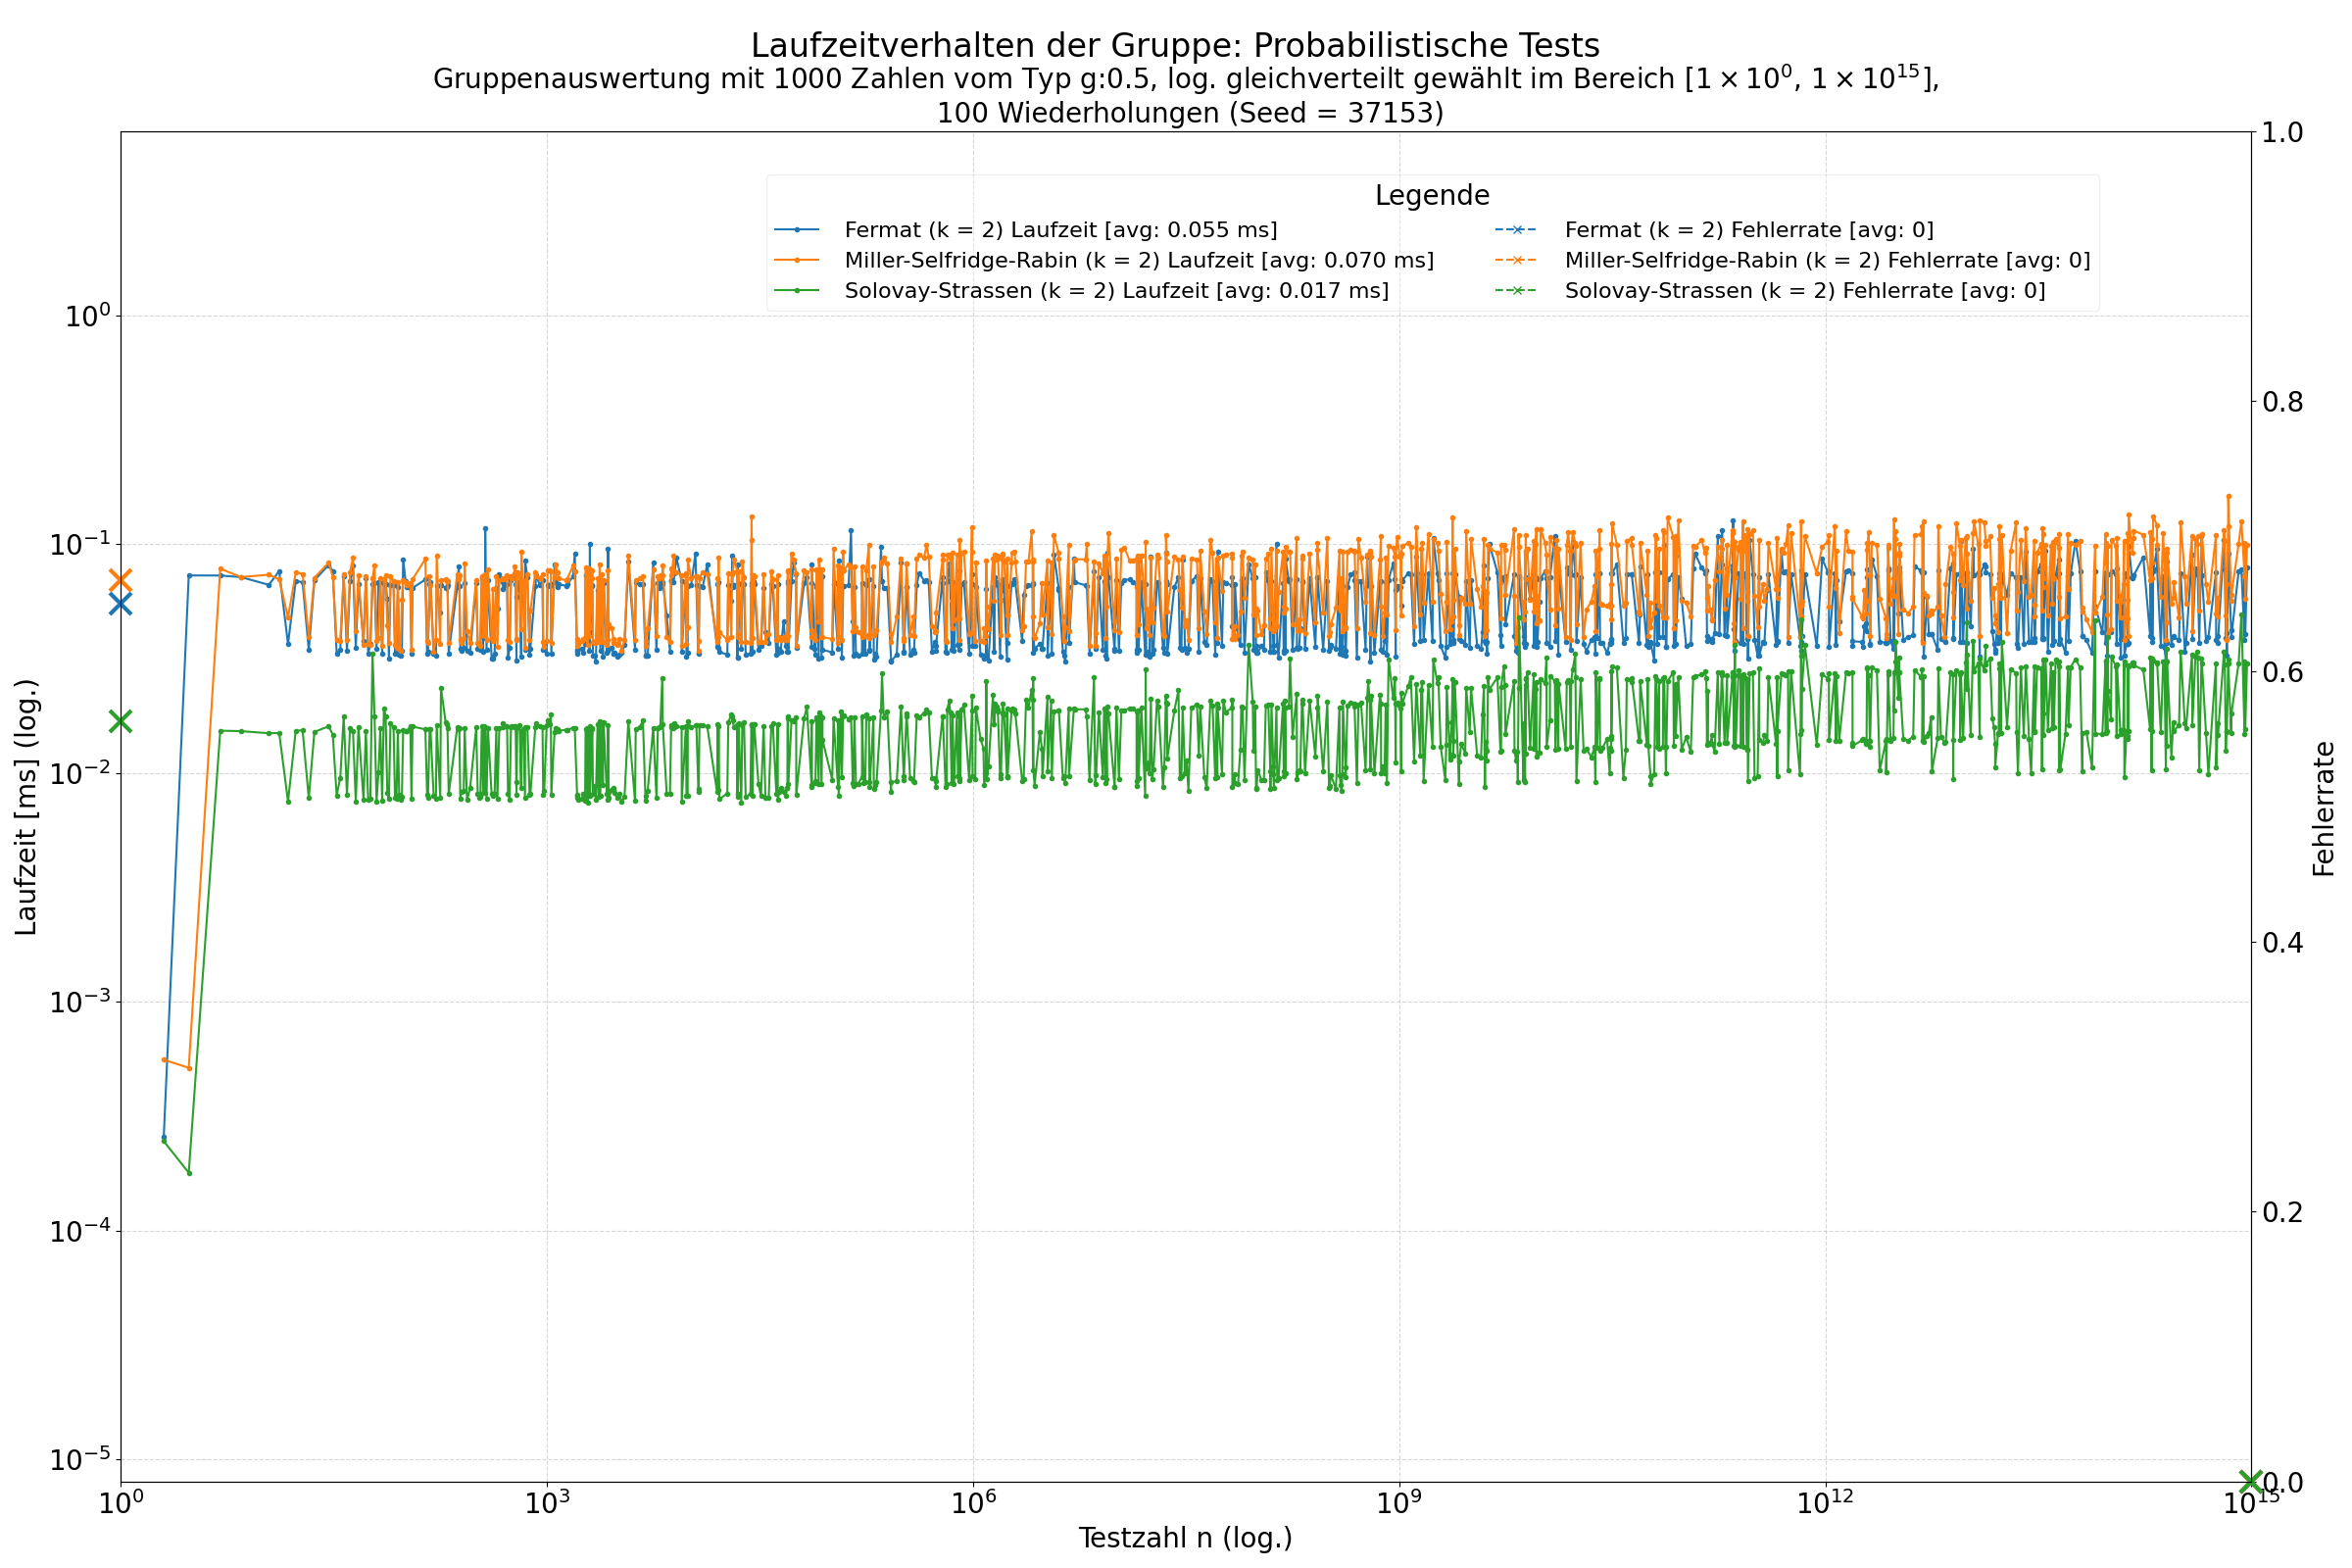 Laufzeitverhalten der Gruppe: Probabilistische Tests
Gruppenauswertung mit 1000 Zahlen vom Typ g:0.5, log. gleichverteilt gewählt im Bereich [1 × 10⁰, 1 × 10¹⁵],
100 Wiederholungen (Seed = 37153)
Legende
Fermat (k = 2) Laufzeit [avg: 0.055 ms]
Miller-Selfridge-Rabin (k = 2) Laufzeit [avg: 0.070 ms]
Solovay-Strassen (k = 2) Laufzeit [avg: 0.017 ms]
Fermat (k = 2) Fehlerrate [avg: 0]
Miller-Selfridge-Rabin (k = 2) Fehlerrate [avg: 0]
Solovay-Strassen (k = 2) Fehlerrate [avg: 0]
Laufzeit [ms] (log.)
10⁰
10⁻¹
10⁻²
10⁻³
10⁻⁴
10⁻⁵
1.0
0.8
0.6
0.4
0.2
0.0
Fehlerrate
10⁰
10³
10⁶
10⁹
10¹²
10¹⁵
Testzahl n (log.)